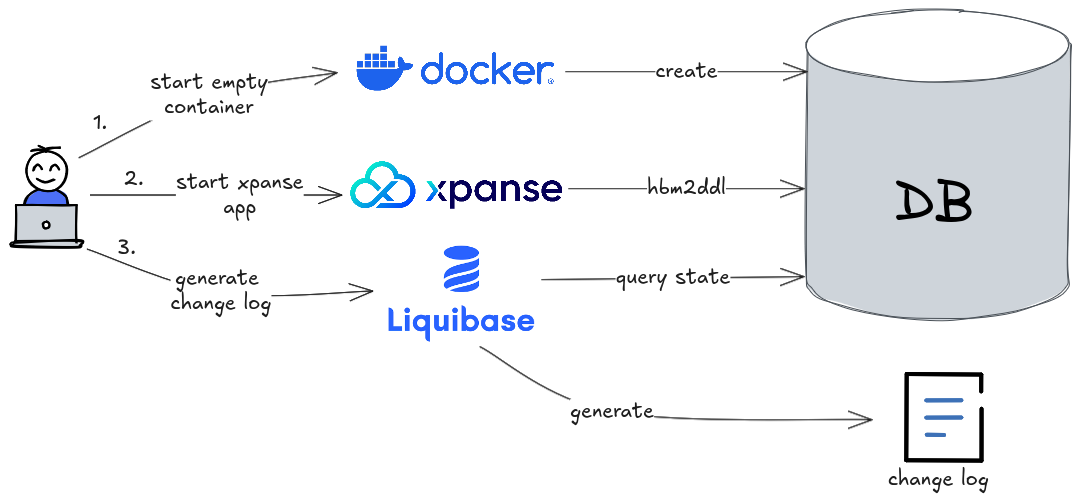 1.
start empty
container
docker
create
2.
start xpanse
app
xpanse
hbm2ddl
DB
3.
generate
change log
Liquibase
query state
generate
change log